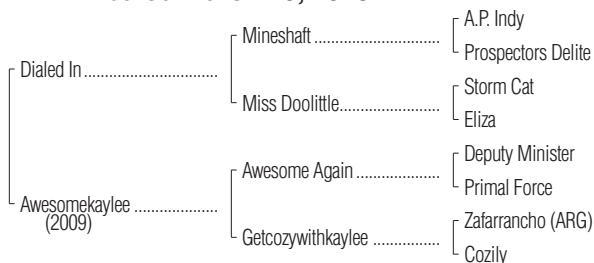 A.P. Indy
Mineshaft
Prospectors Delite
Dialed In
Storm Cat
Miss Doolittle
Eliza
Deputy Minister
Awesome Again
Primal Force
Awesomekaylee
(2009)
Zafarrancho (ARG)
Getcozywithkaylee
Cozily